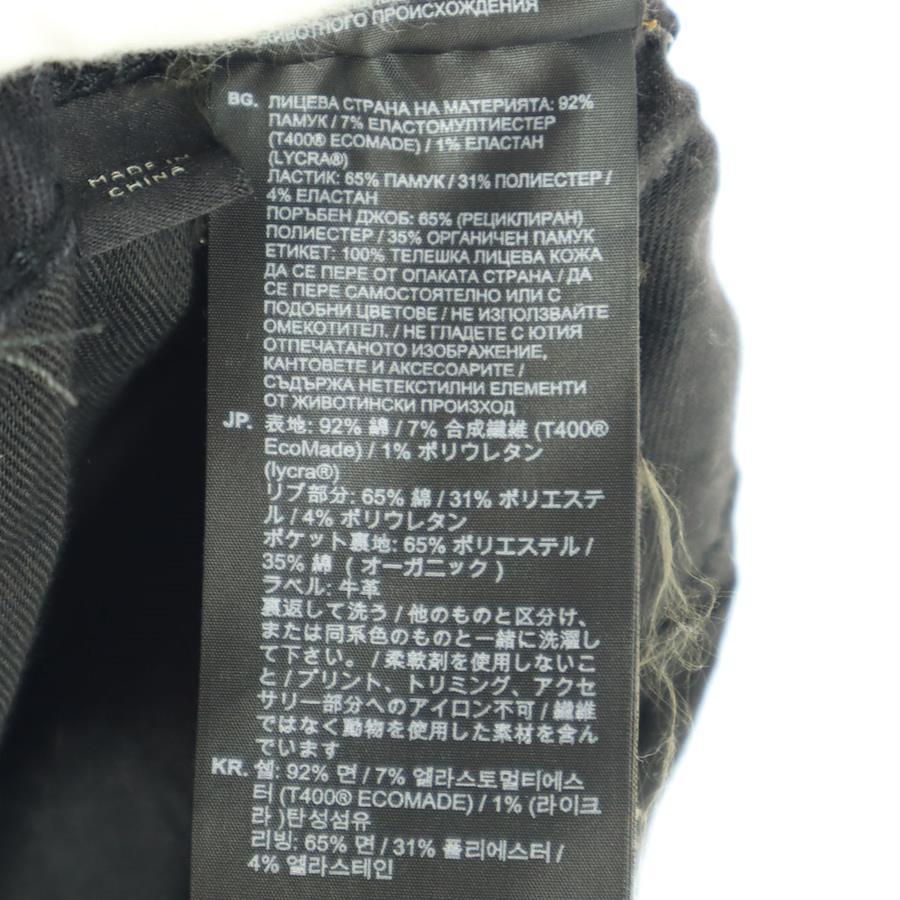 ЖИВОТНОГО ПРОИСХОЖДЕНИЯ
MADE IN
CHINA
BG. ЛИЦЕВА СТРАНА НА МАТЕРИЯТА: 92%
ПАМУК / 7% ЕЛАСТОМУЛТИЕСТЕР
(T400® ECOMADE) / 1% ЕЛАСТАН
(LYCRA®)
ЛАСТИК: 65% ПАМУК / 31% ПОЛИЕСТЕР /
4% ЕЛАСТАН
ПОРЪБЕН ДЖОБ: 65% (РЕЦИКЛИРАН)
ПОЛИЕСТЕР / 35% ОРГАНИЧЕН ПАМУК
ЕТИКЕТ: 100% ТЕЛЕШКА ЛИЦЕВА КОЖА
ДА СЕ ПЕРЕ ОТ ОПАКАТА СТРАНА / ДА
СЕ ПЕРЕ САМОСТОЯТЕЛНО ИЛИ С
ПОДОБНИ ЦВЕТОВЕ / НЕ ИЗПОЛЗВАЙТЕ
ОМЕКОТИТЕЛ. / НЕ ГЛАДЕТЕ С ЮТИЯ
ОТПЕЧАТАНОТО ИЗОБРАЖЕНИЕ,
КАНТОВЕТЕ И АКСЕСОАРИТЕ /
СЪДЪРЖА НЕТЕКСТИЛНИ ЕЛЕМЕНТИ
ОТ ЖИВОТИНСКИ ПРОИЗХОД
JP. 表地: 92% 綿 / 7% 合成繊維 (T400®
EcoMade) / 1% ポリウレタン
(lycra®)
リブ部分: 65% 綿 / 31% ポリエステ
ル / 4% ポリウレタン
ポケット裏地: 65% ポリエステル /
35% 綿 ( オーガニック )
ラベル: 牛革
裏返して洗う / 他のものと区分け、
または同系色のものと一緒に洗濯し
て下さい。 / 柔軟剤を使用しないこ
と / プリント、トリミング、アクセ
サリー部分へのアイロン不可 / 繊維
ではなく動物を使用した素材を含ん
でいます
KR. 쉘: 92% 면 / 7% 엘라스토멀티에스
터 (T400® ECOMADE) / 1% (라이크
라 )탄성섬유
리빙: 65% 면 / 31% 폴리에스터 /
4% 엘라스테인